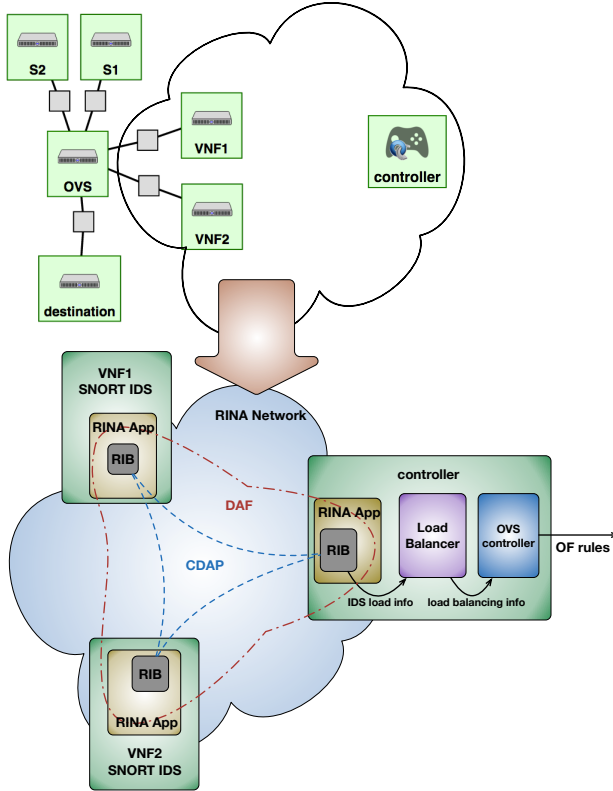 S2
S1
VNF1
OVS
controller
VNF2
destination
VNF1
SNORT IDS
RINA Network
RINA App
RIB
controller
DAF
RINA App
Load
Balancer
OVS
controller
RIB
OF rules
CDAP
IDS load info
load balancing info
RIB
RINA App
VNF2
SNORT IDS